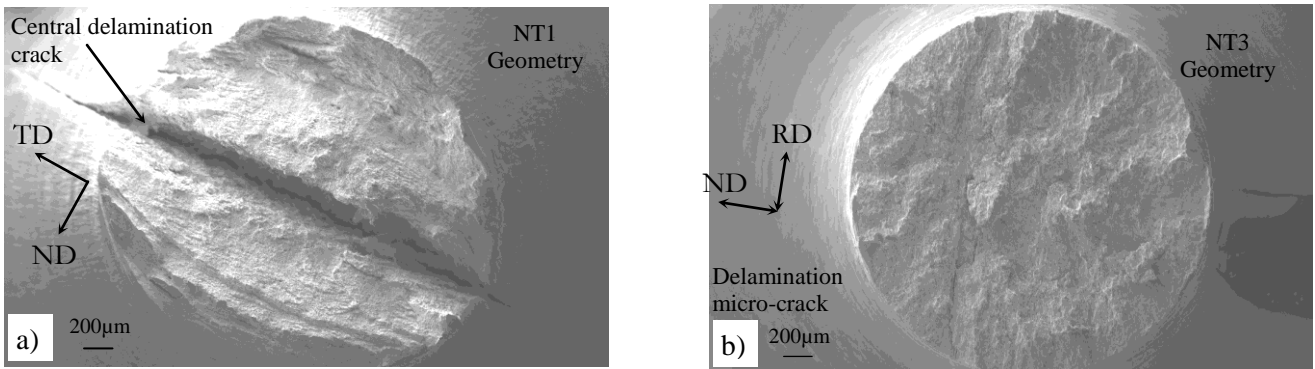 Central delamination
crack
NT1
Geometry
TD
ND
200µm
a)
NT3
Geometry
RD
ND
Delamination
micro-crack
200µm
b)